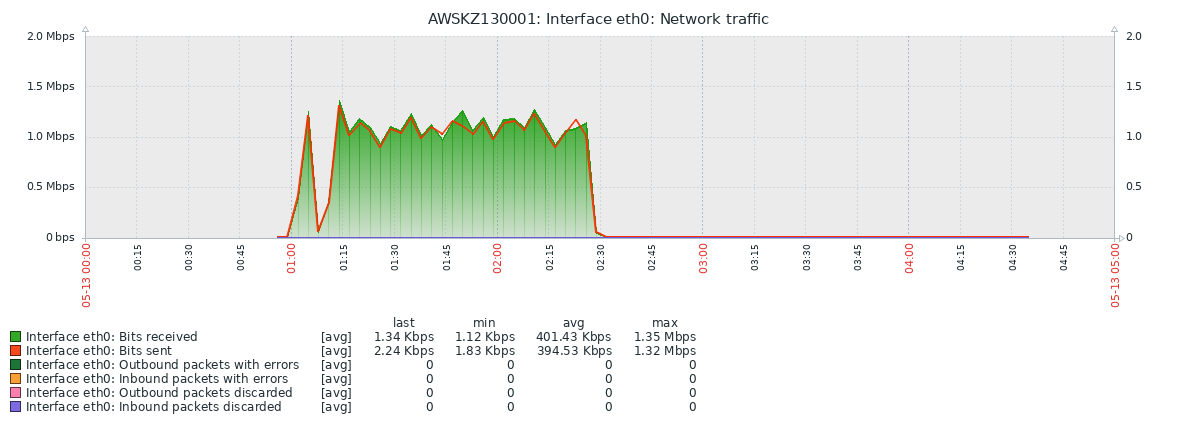 AWSKZ130001: Interface eth0: Network traffic
2.0 Mbps 2.0
1.5 Mbps 1.5
1.0 Mbps 1.0
0.5 Mbps 0.5
0 bps 0
05-13 00:00 00:15 00:30 00:45 01:00 01:15 01:30 01:45 02:00 02:15 02:30 02:45 03:00 03:15 03:30 03:45 04:00 04:15 04:30 04:45 05-13 05:00
last min avg max
Interface eth0: Bits received [avg] 1.34 Kbps 1.12 Kbps 401.43 Kbps 1.35 Mbps
Interface eth0: Bits sent [avg] 2.24 Kbps 1.83 Kbps 394.53 Kbps 1.32 Mbps
Interface eth0: Outbound packets with errors [avg] 0 0 0 0
Interface eth0: Inbound packets with errors [avg] 0 0 0 0
Interface eth0: Outbound packets discarded [avg] 0 0 0 0
Interface eth0: Inbound packets discarded [avg] 0 0 0 0